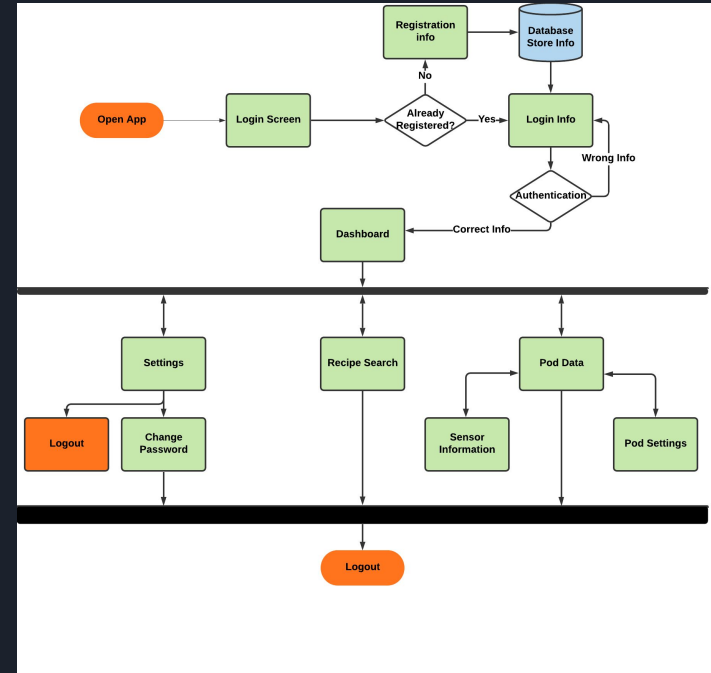 Registration
info
Database
Store Info
No
Open App
Login Screen
Already
Registered?
Yes
Login Info
Wrong Info
Authentication
Dashboard
Correct Info
Settings
Recipe Search
Pod Data
Logout
Change
Password
Sensor
Information
Pod Settings
Logout